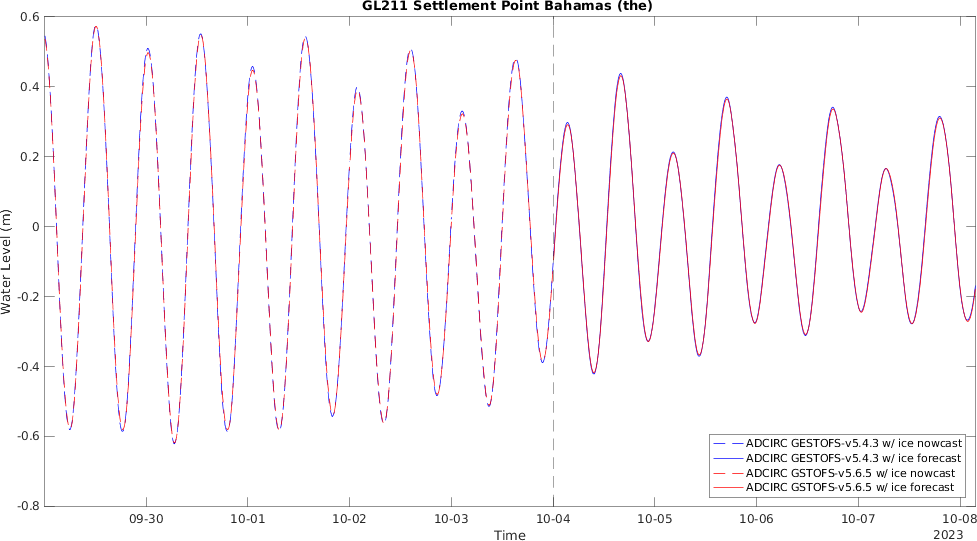 GL211 Settlement Point Bahamas (the)
0.6
0.4
0.2
0
-0.2
-0.4
-0.6
-0.8
Water Level (m)
ADCIRC GESTOFS-v5.4.3 w/ ice nowcast
ADCIRC GESTOFS-v5.4.3 w/ ice forecast
ADCIRC GSTOFS-v5.6.5 w/ ice nowcast
ADCIRC GSTOFS-v5.6.5 w/ ice forecast
09-30 10-01 10-02 10-03 10-04 10-05 10-06 10-07 10-08
Time
2023